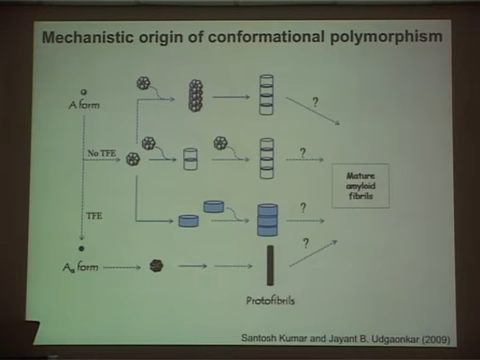 Mechanistic origin of conformational polymorphism
A form
?
No TFE
?
Mature
amyloid
fibrils
TFE
?
?
Aα form
Protofibrils
Santosh Kumar and Jayant B. Udgaonkar (2009)